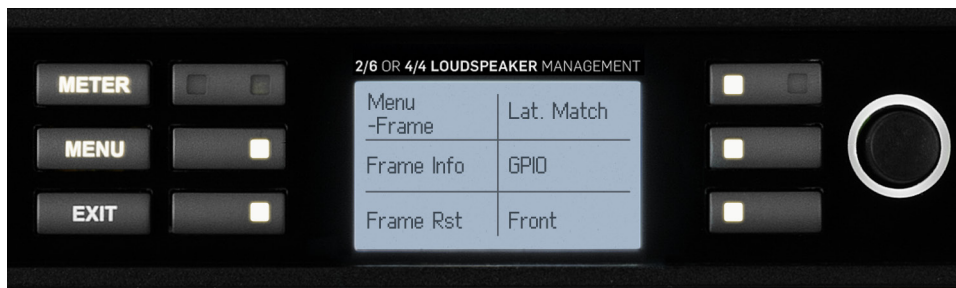 2/6 OR 4/4 LOUDSPEAKER MANAGEMENT
METER
MENU
EXIT
Menu
-Frame
Lat. Match
Frame Info
GPIO
Frame Rst
Front